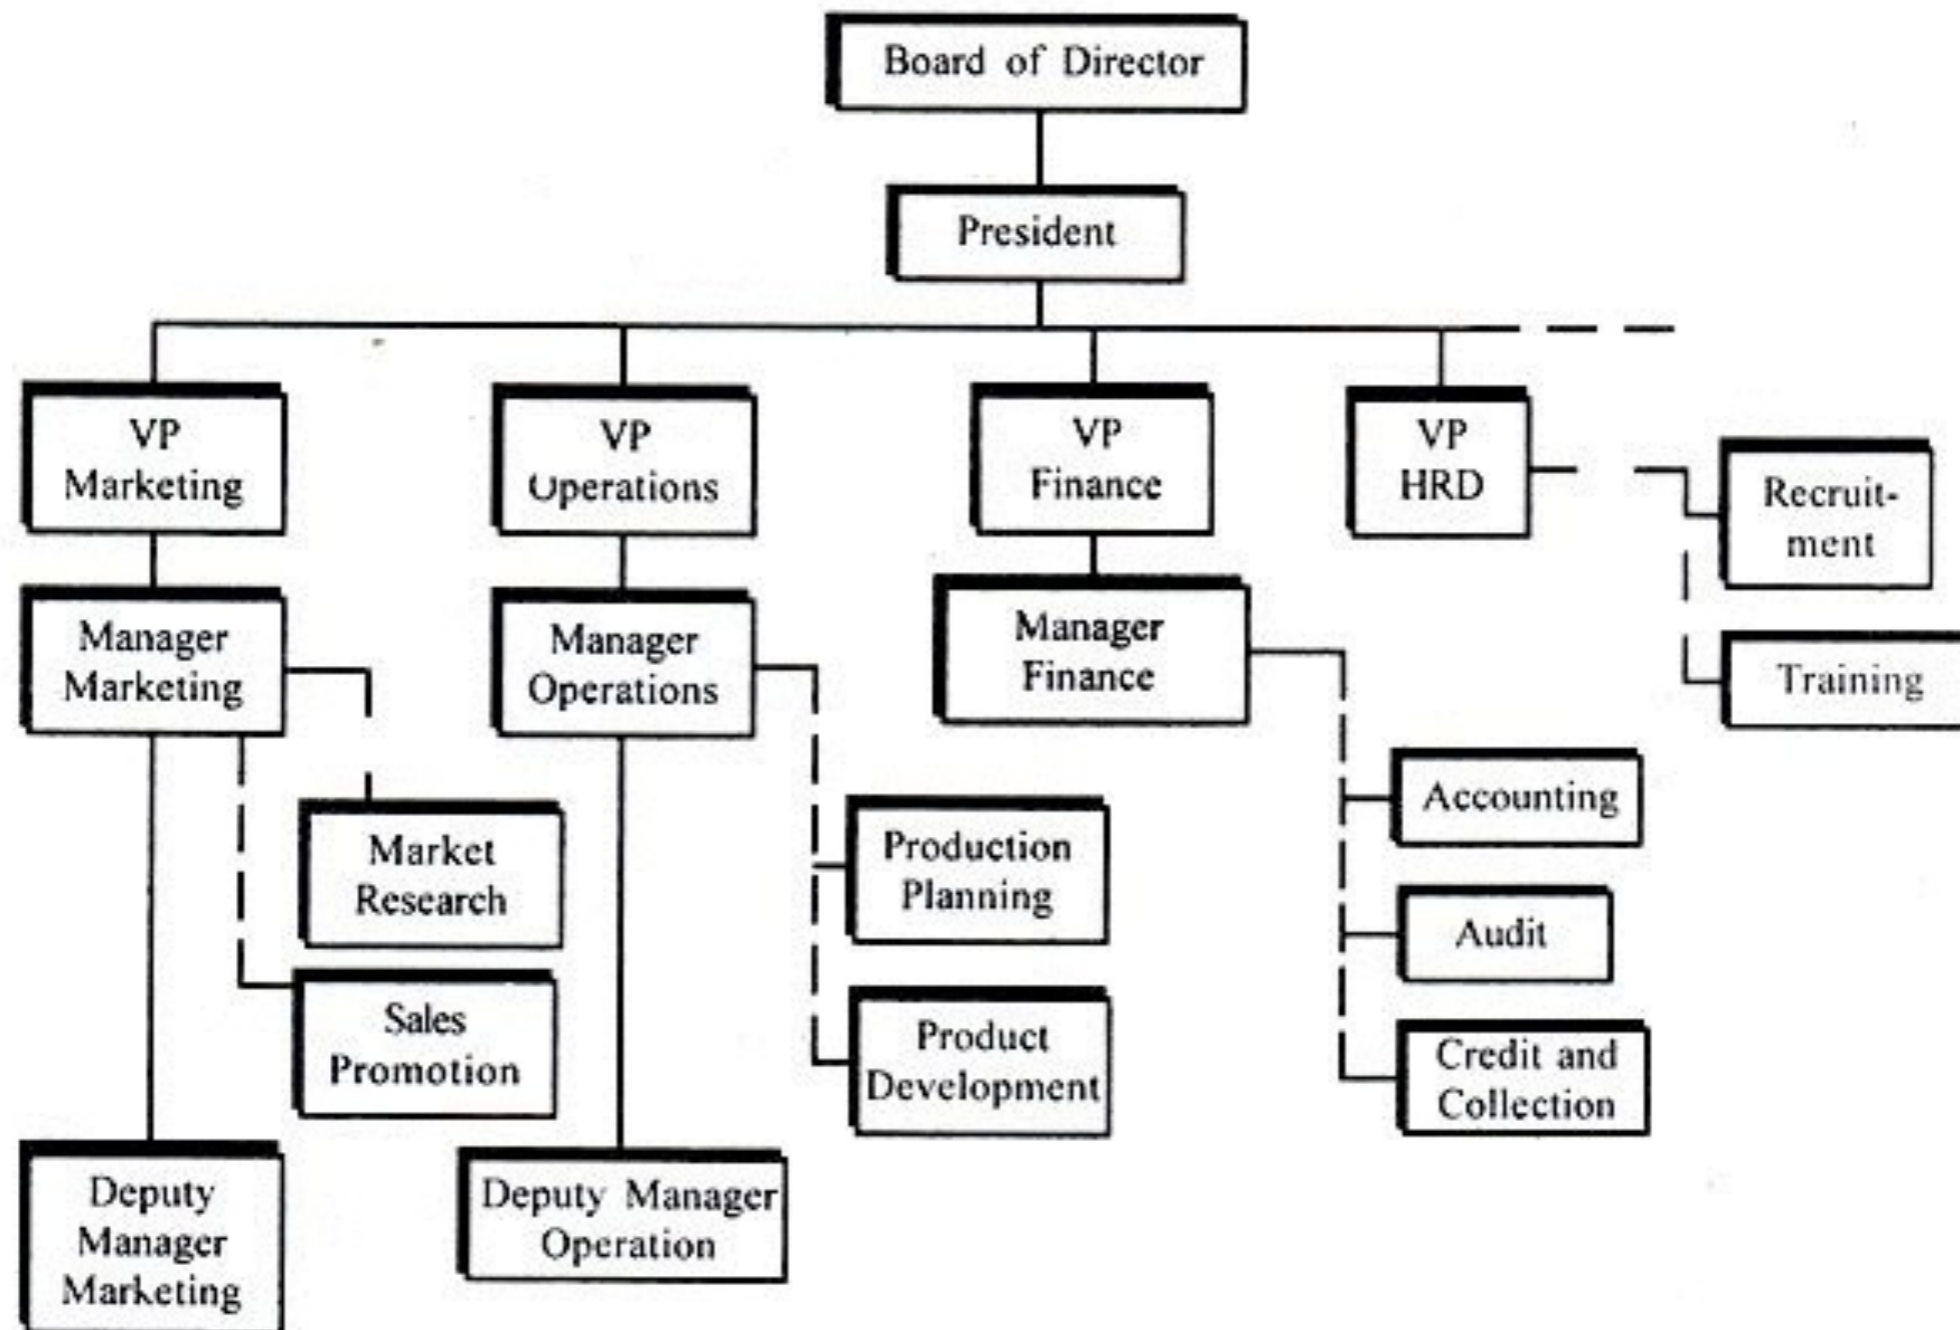 Board of Director
President
VP
Marketing
VP
Operations
VP
Finance
VP
HRD
Recruit-
ment
Training
Manager
Marketing
Manager
Operations
Manager
Finance
Market
Research
Sales
Promotion
Production
Planning
Product
Development
Accounting
Audit
Credit and
Collection
Deputy
Manager
Marketing
Deputy Manager
Operation